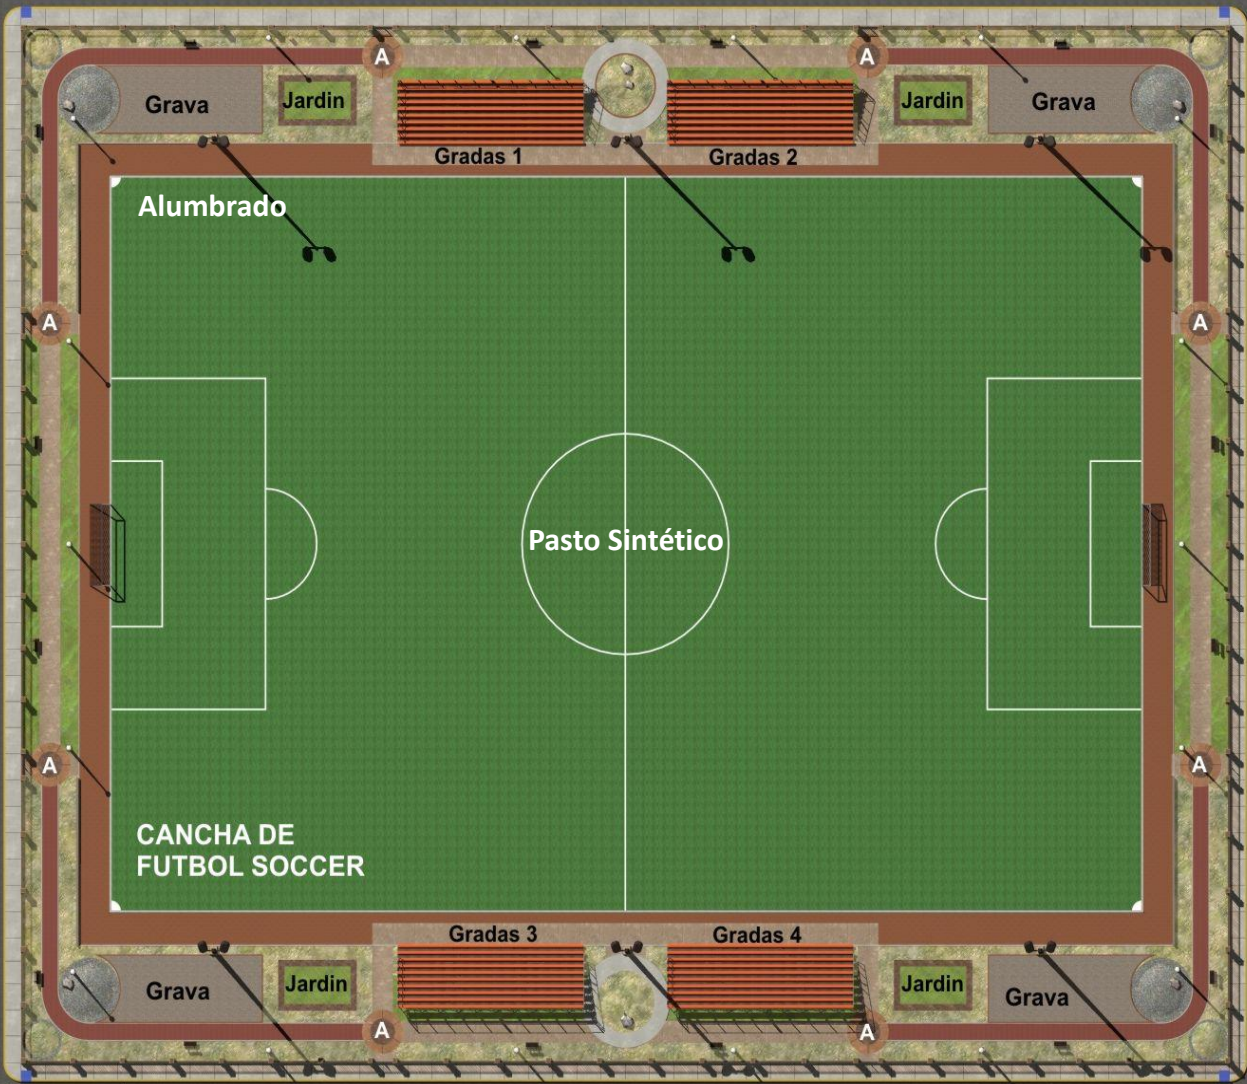 A
A
Grava
Jardin
Jardin
Grava
Gradas 1
Gradas 2
Alumbrado
A
A
Pasto Sintético
A
A
CANCHA DE
FUTBOL SOCCER
Gradas 3
Gradas 4
Grava
Jardin
Jardin
Grava
A
A